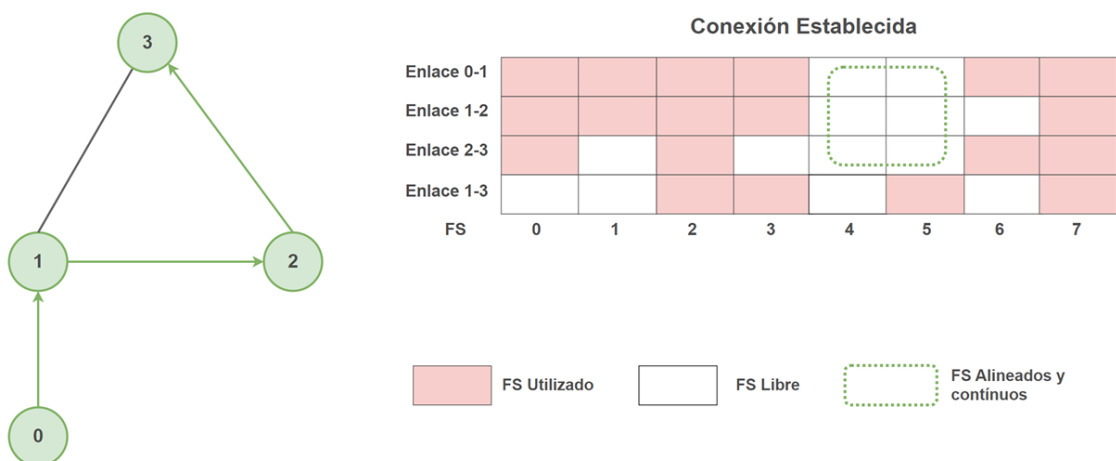 Conexión Establecida
3
1
2
0
Enlace 0-1
Enlace 1-2
Enlace 2-3
Enlace 1-3
FS 0 1 2 3 4 5 6 7
FS Utilizado
FS Libre
FS Alineados y
contínuos